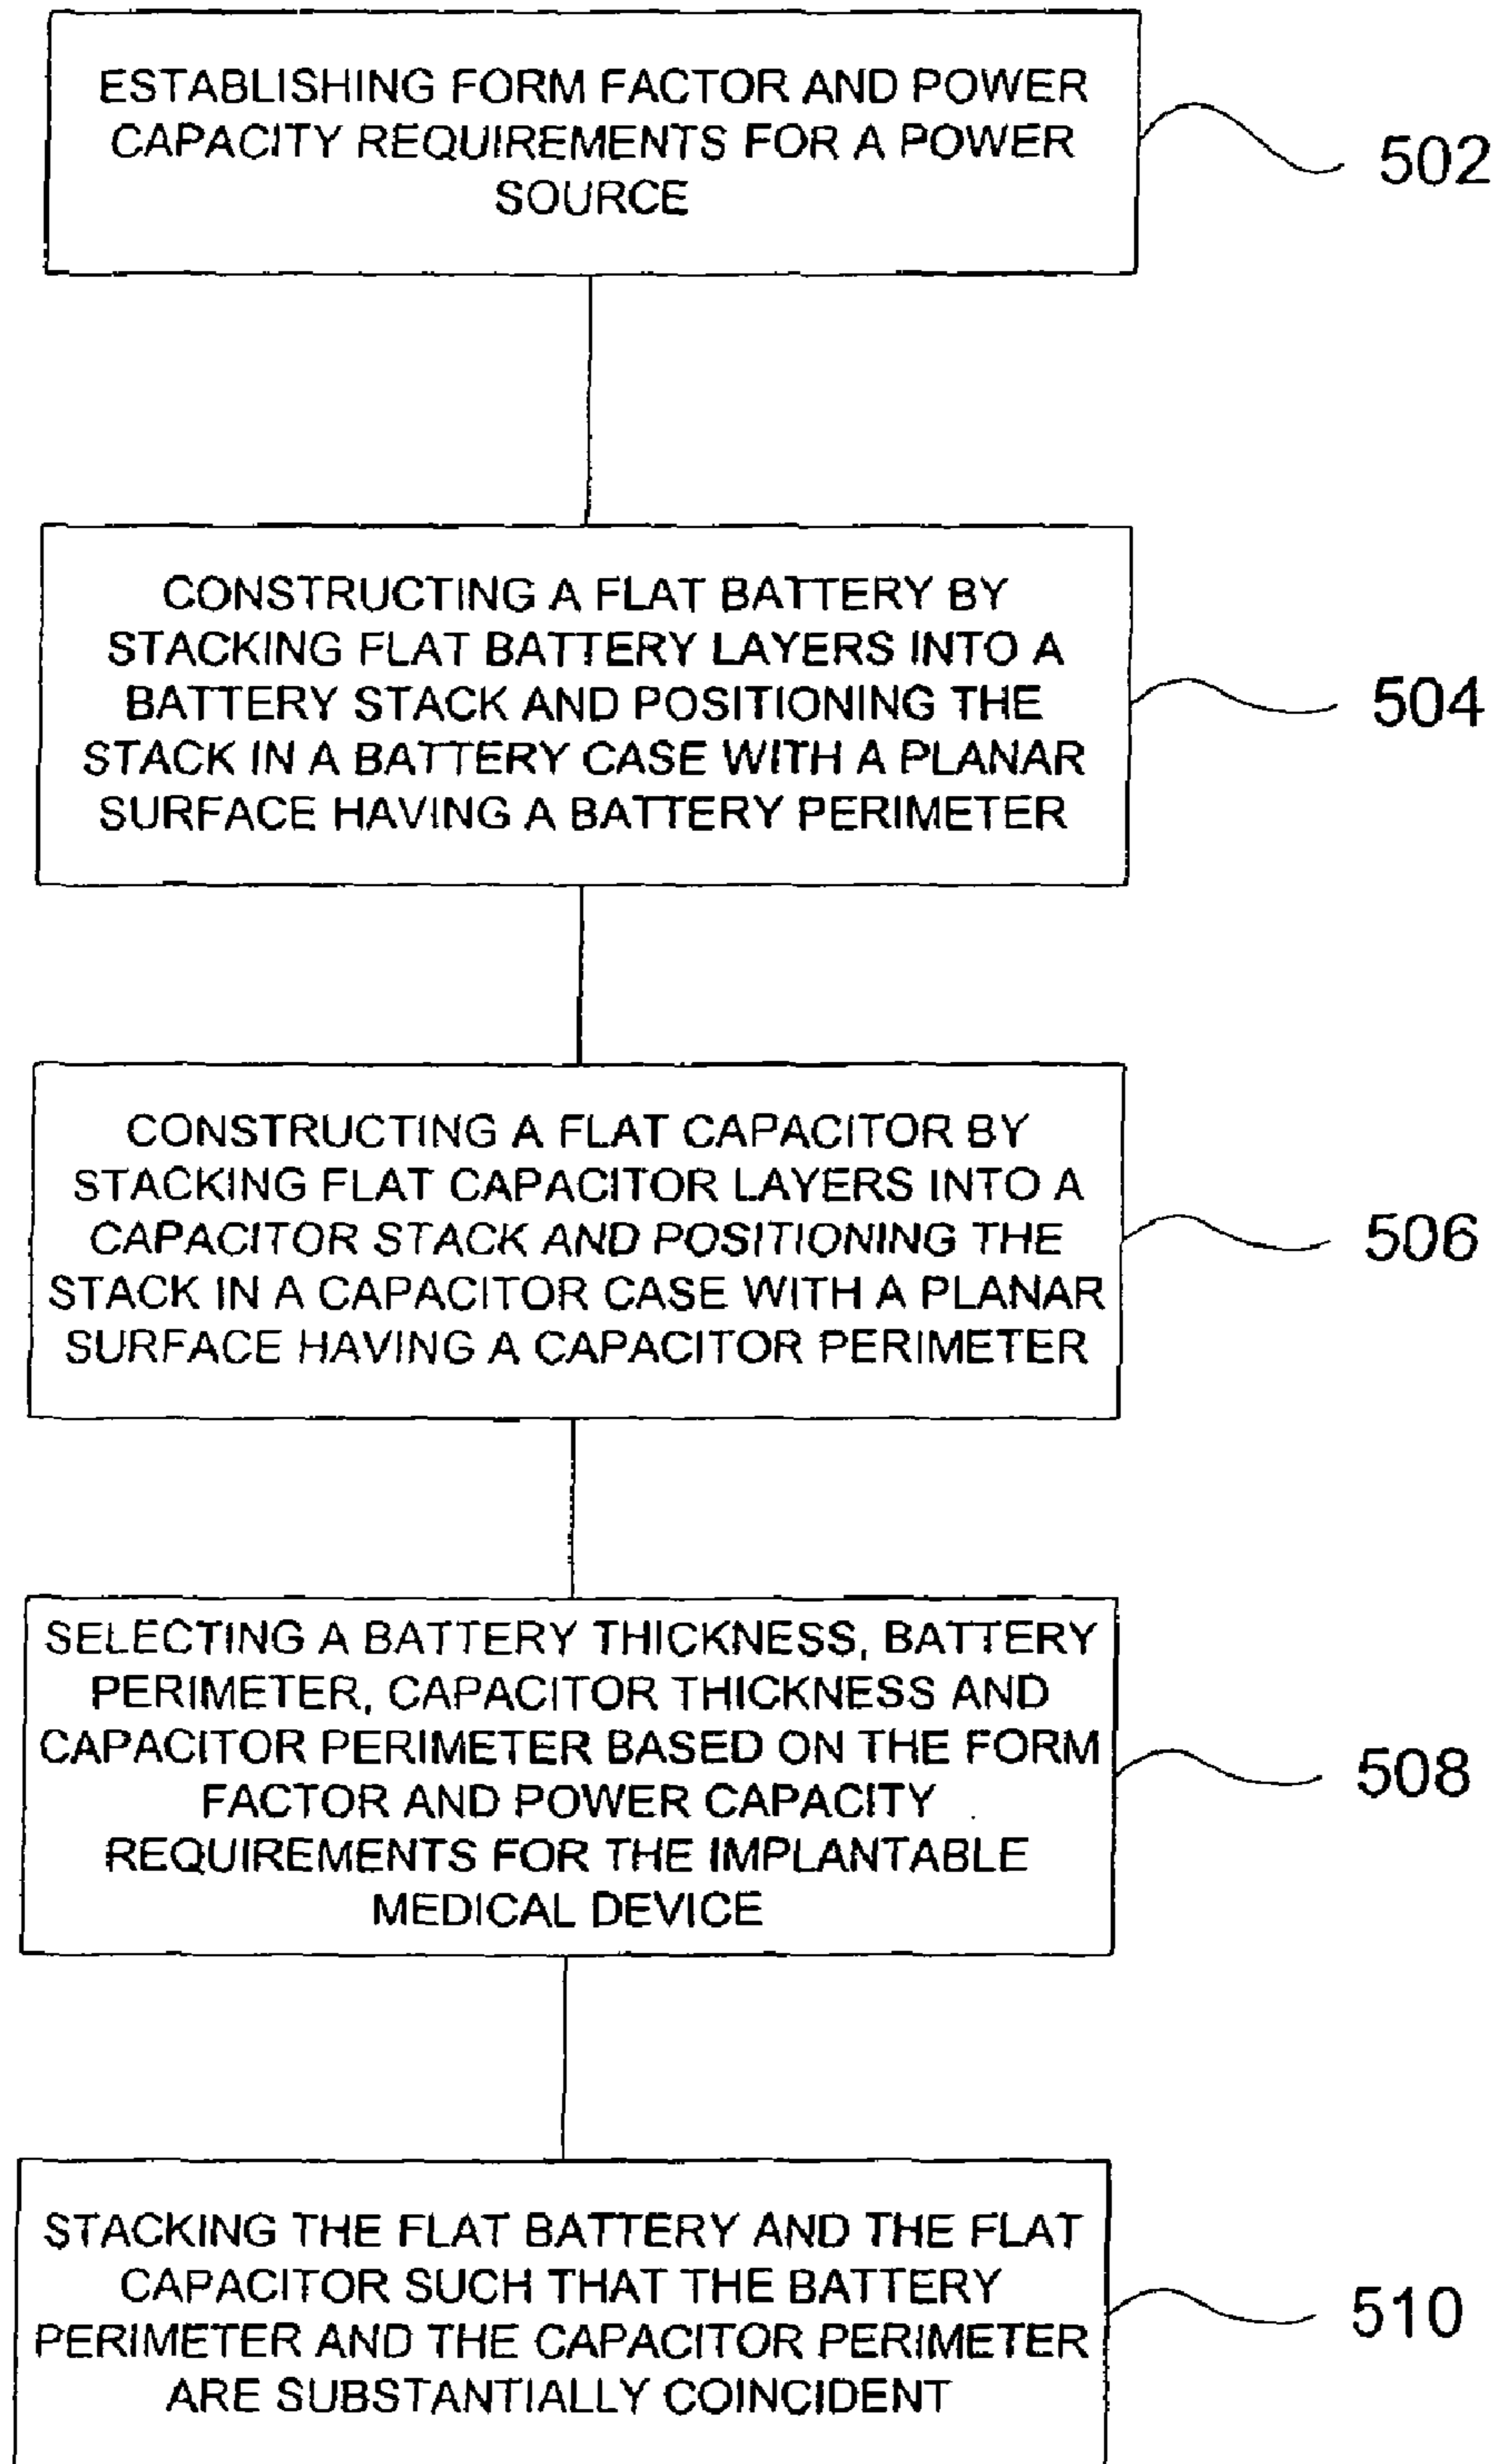 ESTABLISHING FORM FACTOR AND POWER
CAPACITY REQUIREMENTS FOR A POWER
SOURCE
502
CONSTRUCTING A FLAT BATTERY BY
STACKING FLAT BATTERY LAYERS INTO A
BATTERY STACK AND POSITIONING THE
STACK IN A BATTERY CASE WITH A PLANAR
SURFACE HAVING A BATTERY PERIMETER
504
CONSTRUCTING A FLAT CAPACITOR BY
STACKING FLAT CAPACITOR LAYERS INTO A
CAPACITOR STACK AND POSITIONING THE
STACK IN A CAPACITOR CASE WITH A PLANAR
SURFACE HAVING A CAPACITOR PERIMETER
506
SELECTING A BATTERY THICKNESS, BATTERY
PERIMETER, CAPACITOR THICKNESS AND
CAPACITOR PERIMETER BASED ON THE FORM
FACTOR AND POWER CAPACITY
REQUIREMENTS FOR THE IMPLANTABLE
MEDICAL DEVICE
508
STACKING THE FLAT BATTERY AND THE FLAT
CAPACITOR SUCH THAT THE BATTERY
PERIMETER AND THE CAPACITOR PERIMETER
ARE SUBSTANTIALLY COINCIDENT
510